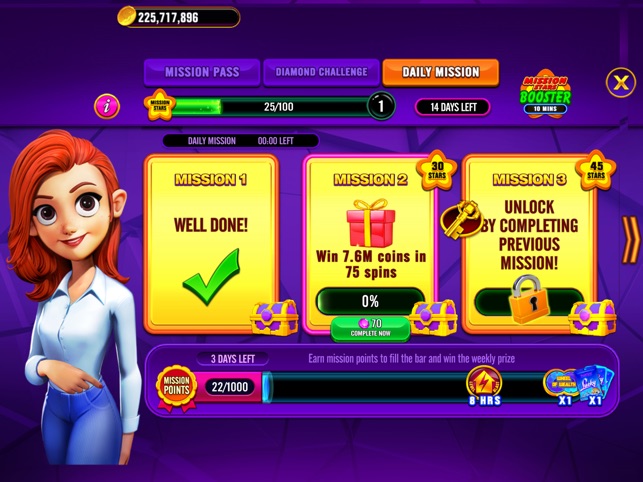 225,717,896
MISSION PASS
DIAMOND CHALLENGE
DAILY MISSION
MISSION STARS BOOSTER
10 MINS
X
i
MISSION STARS
25/100
1
14 DAYS LEFT
DAILY MISSION 00:00 LEFT
MISSION 1
WELL DONE!
MISSION 2
30 STARS
Win 7.6M coins in
75 spins
0%
70
COMPLETE NOW
MISSION 3
45 STARS
UNLOCK
BY COMPLETING
PREVIOUS
MISSION!
3 DAYS LEFT
Earn mission points to fill the bar and win the weekly prize
MISSION POINTS
22/1000
8 HRS
WHEEL OF WEALTH
X1
X1